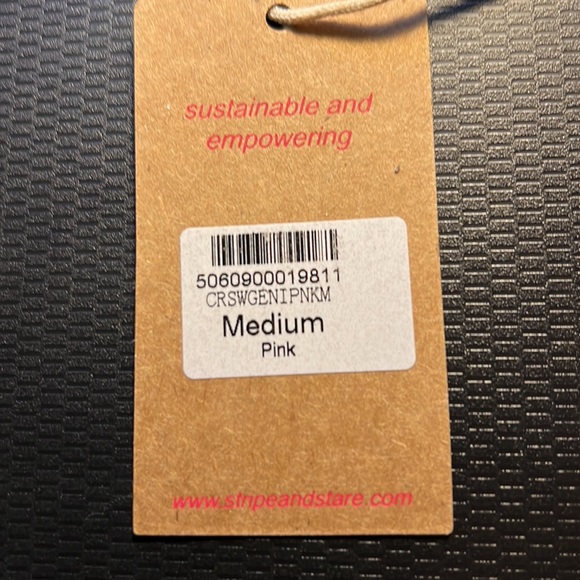 sustainable and
empowering
5060900019811
CRSWGENIPNKM
Medium
Pink
www.stripeandstare.com